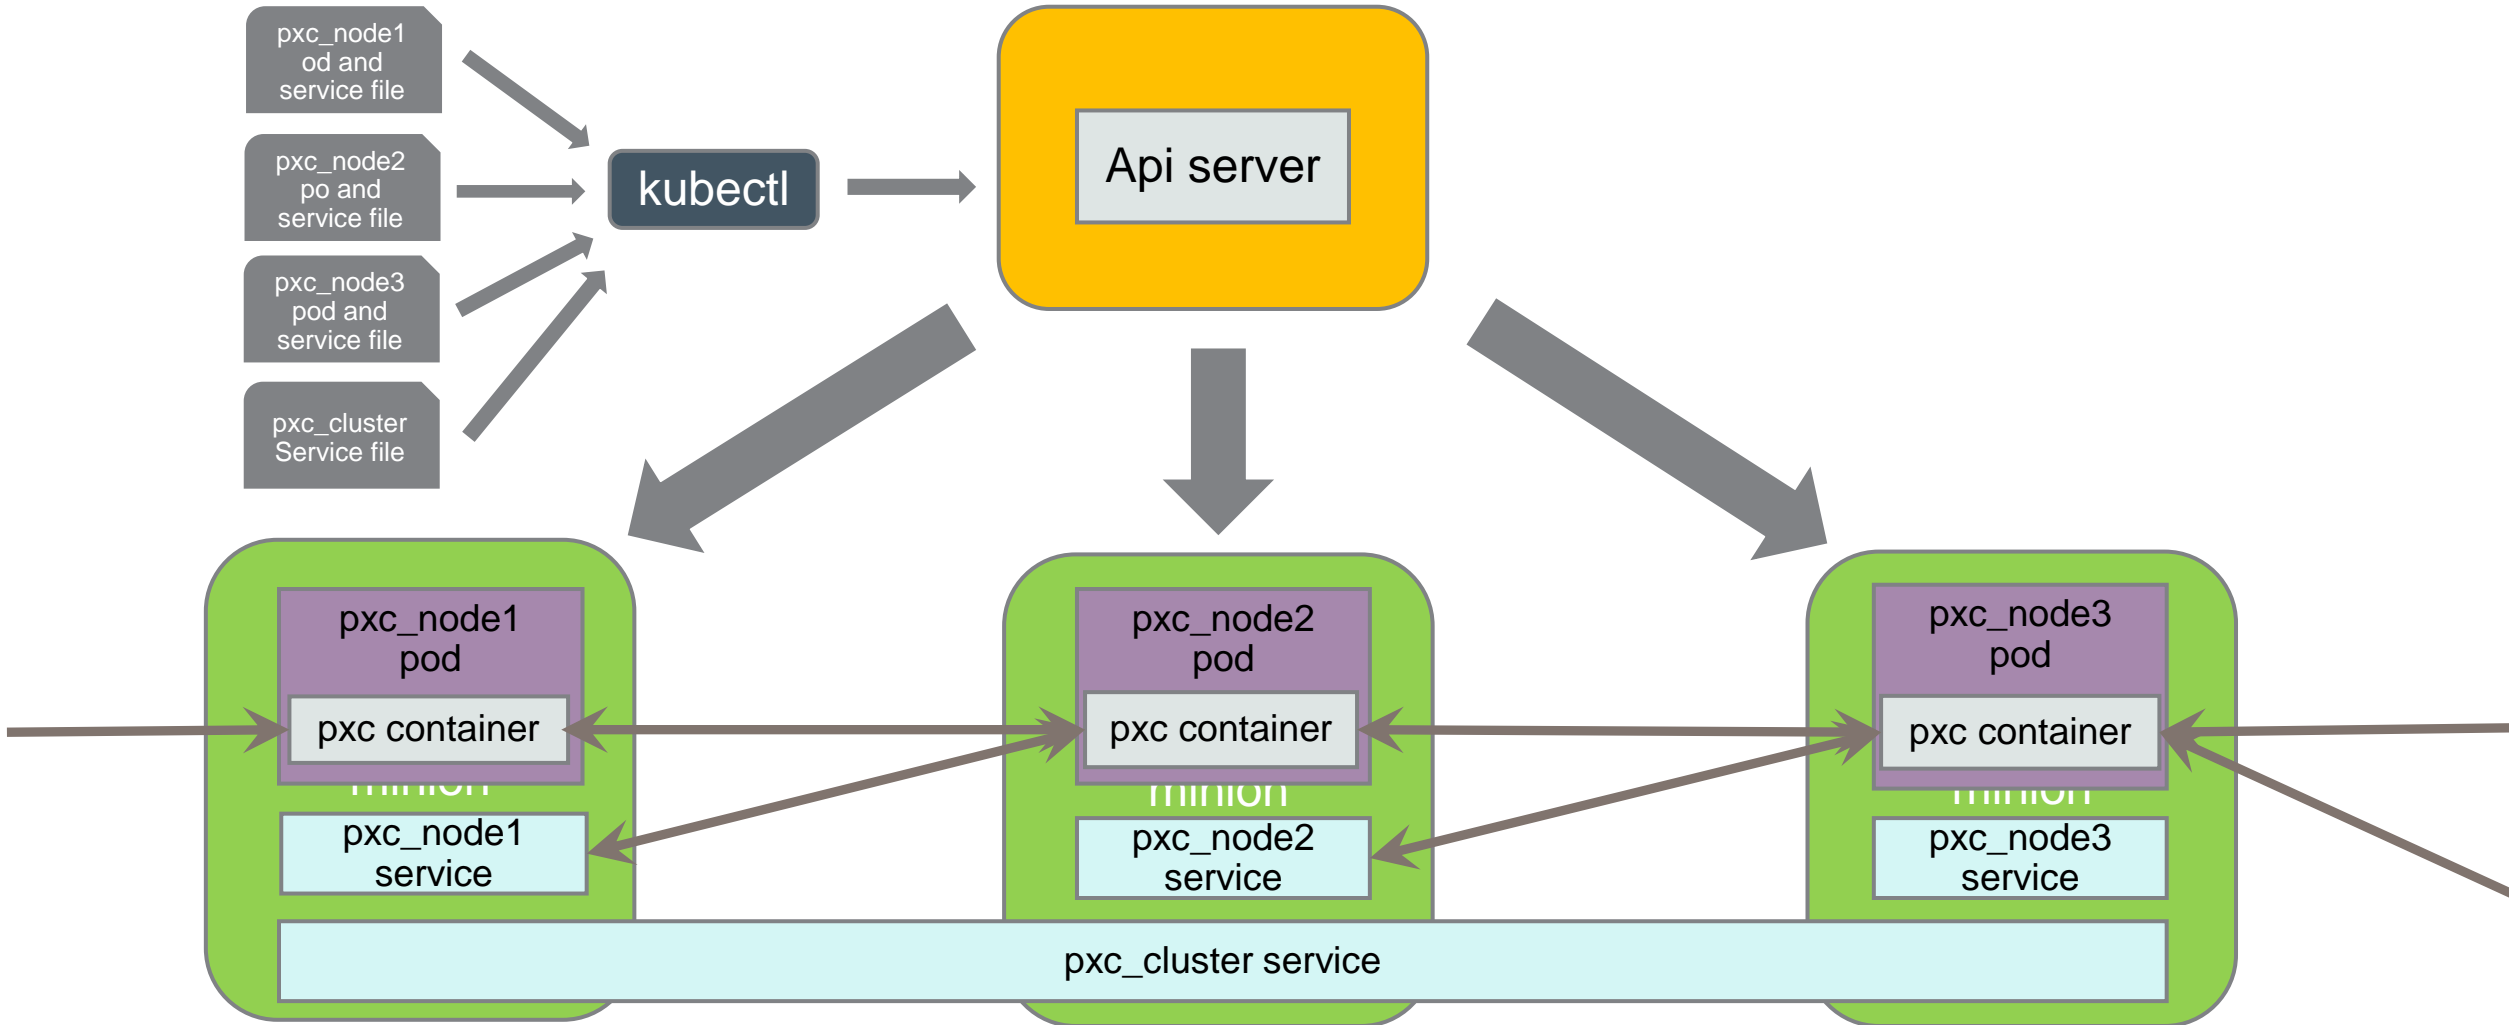 pxc_node1
od and
service file
pxc_node2
po and
service file
pxc_node3
pod and
service file
pxc_cluster
Service file
kubectl
Api server
pxc_node1
pod
pxc container
minion
pxc_node1
service
pxc_node2
pod
pxc container
minion
pxc_node2
service
pxc_node3
pod
pxc container
minion
pxc_node3
service
pxc_cluster service